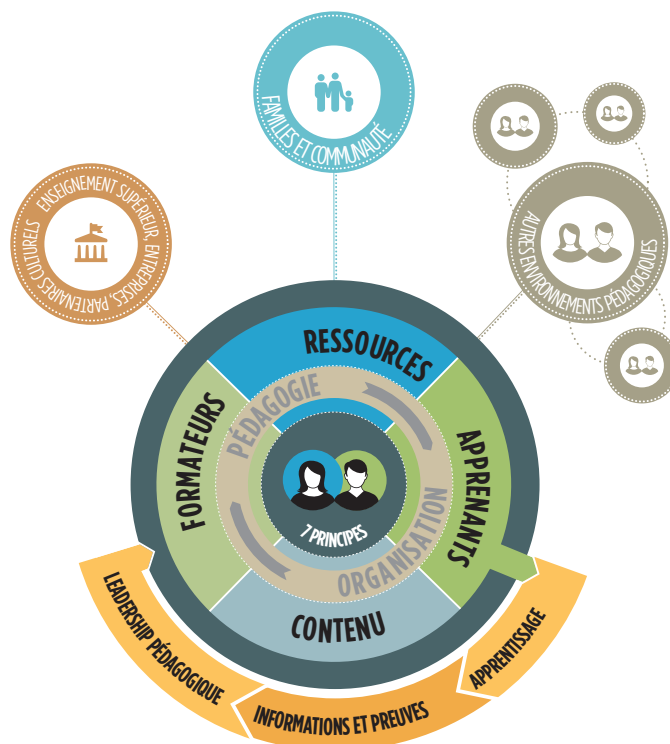 FAMILLES ET COMMUNAUTÉ
ENSEIGNEMENT SUPÉRIEUR, ENTREPRISES, PARTENAIRES CULTURELS
AUTRES ENVIRONNEMENTS PÉDAGOGIQUES
RESSOURCES
PÉDAGOGIE
FORMATEURS
APPRENANTS
7 PRINCIPES
ORGANISATION
CONTENU
LEADERSHIP PÉDAGOGIQUE
INFORMATIONS ET PREUVES
APPRENTISSAGE